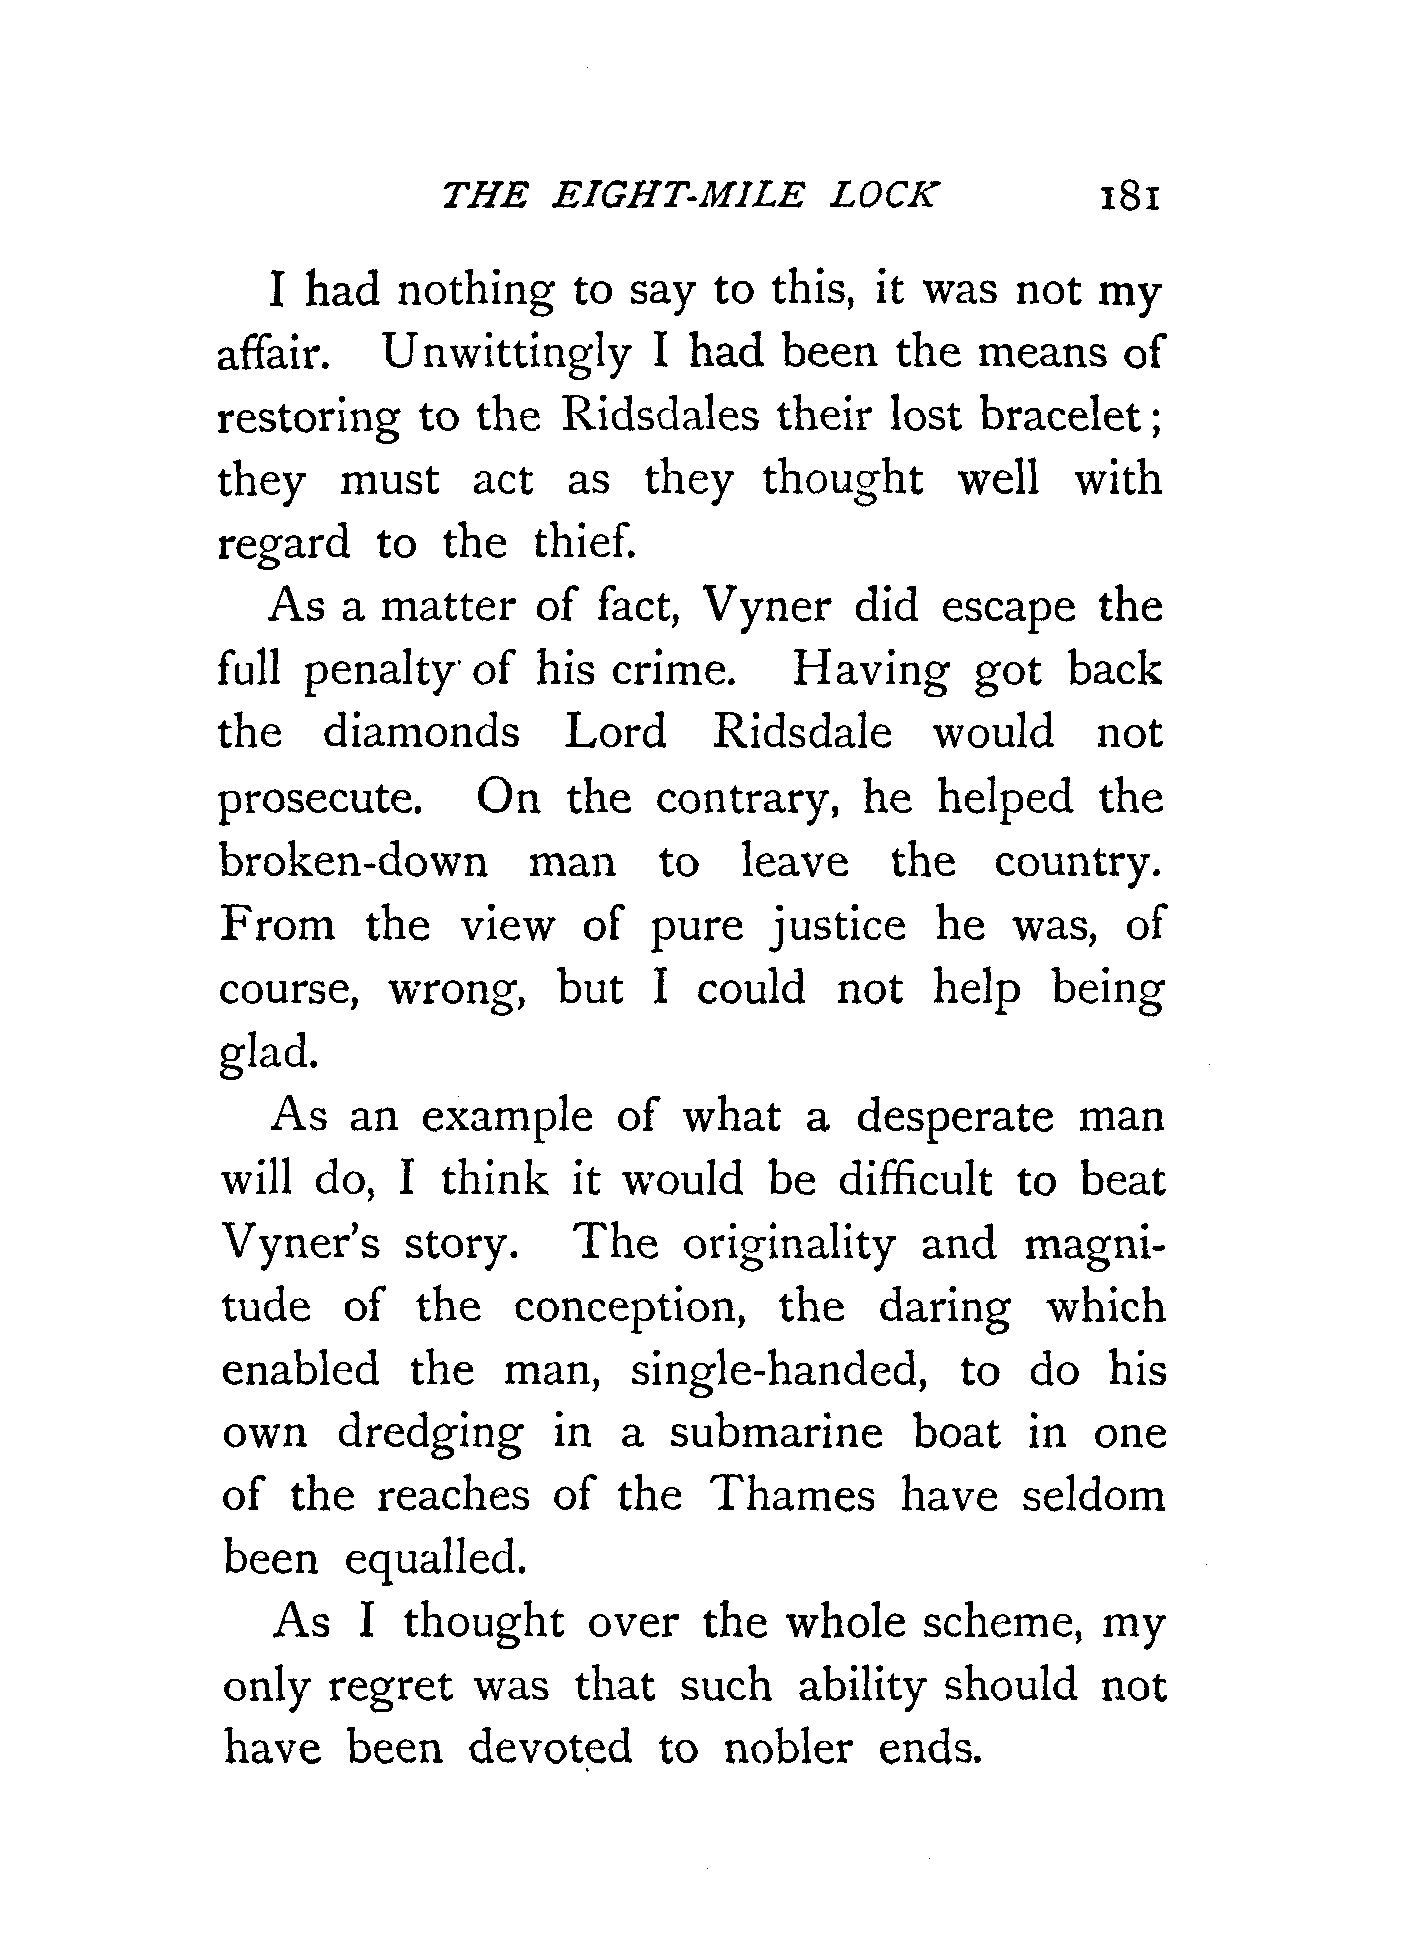 THE EIGHT-MILE LOCK 181
I had nothing to say to this, it was not my
affair. Unwittingly I had been the means of
restoring to the Ridsdales their lost bracelet;
they must act as they thought well with
regard to the thief.
As a matter of fact, Vyner did escape the
full penalty of his crime. Having got back
the diamonds Lord Ridsdale would not
prosecute. On the contrary, he helped the
broken-down man to leave the country.
From the view of pure justice he was, of
course, wrong, but I could not help being
glad.
As an example of what a desperate man
will do, I think it would be difficult to beat
Vyner's story. The originality and magni-
tude of the conception, the daring which
enabled the man, single-handed, to do his
own dredging in a submarine boat in one
of the reaches of the Thames have seldom
been equalled.
As I thought over the whole scheme, my
only regret was that such ability should not
have been devoted to nobler ends.